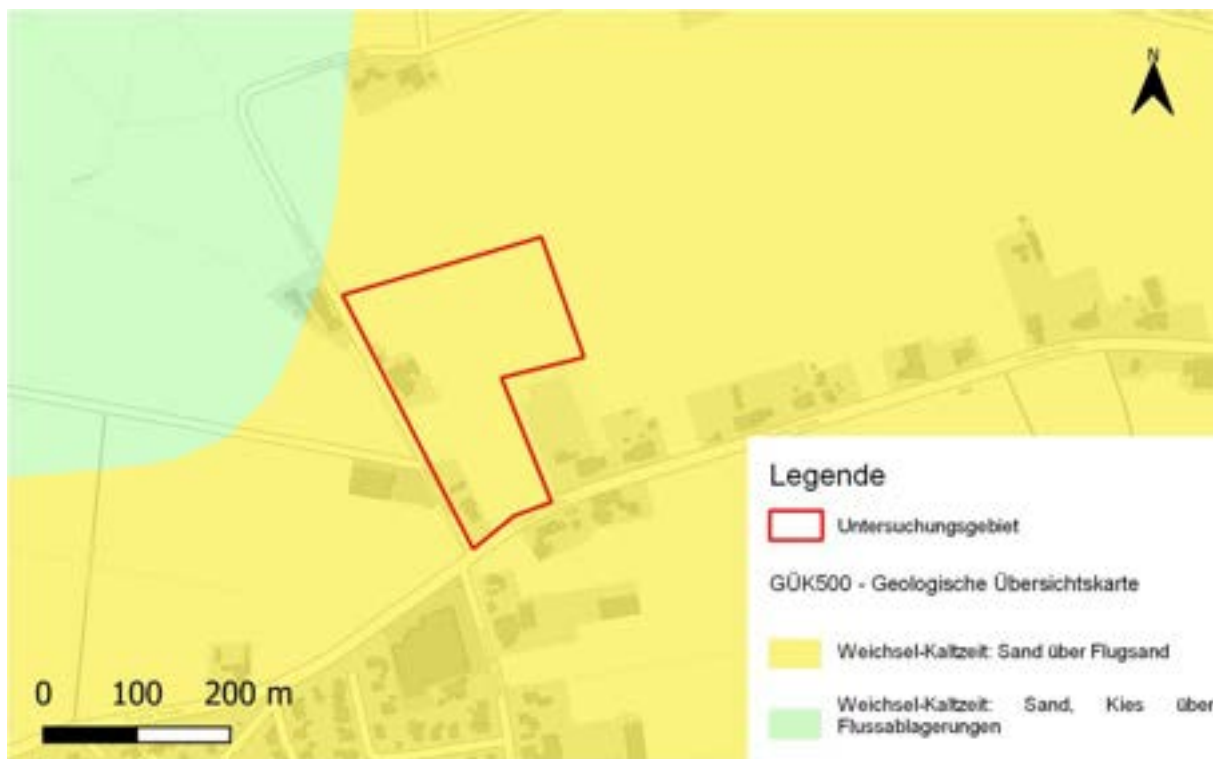 N
Legende
Untersuchungsgebiet
GÜK500 - Geologische Übersichtskarte
Weichsel-Kaltzeit: Sand über Flugsand
Weichsel-Kaltzeit: Sand, Kies über
Flussablagerungen
0 100 200 m